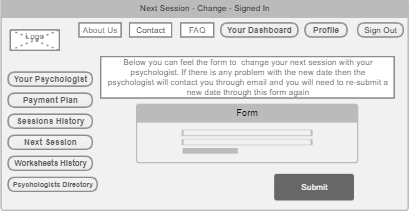 Next Session - Change - Signed In
Logo
About Us
Contact
FAQ
Your Dashboard
Profile
Sign Out
Below you can feel the form to change your next session with your
psychologist. If there is any problem with the new date then the
psychologist will contact you through email and you will need to re-submit a
new date through this form again
Your Psychologist
Payment Plan
Sessions History
Next Session
Worksheets History
Psychologists Directory
Form
Submit